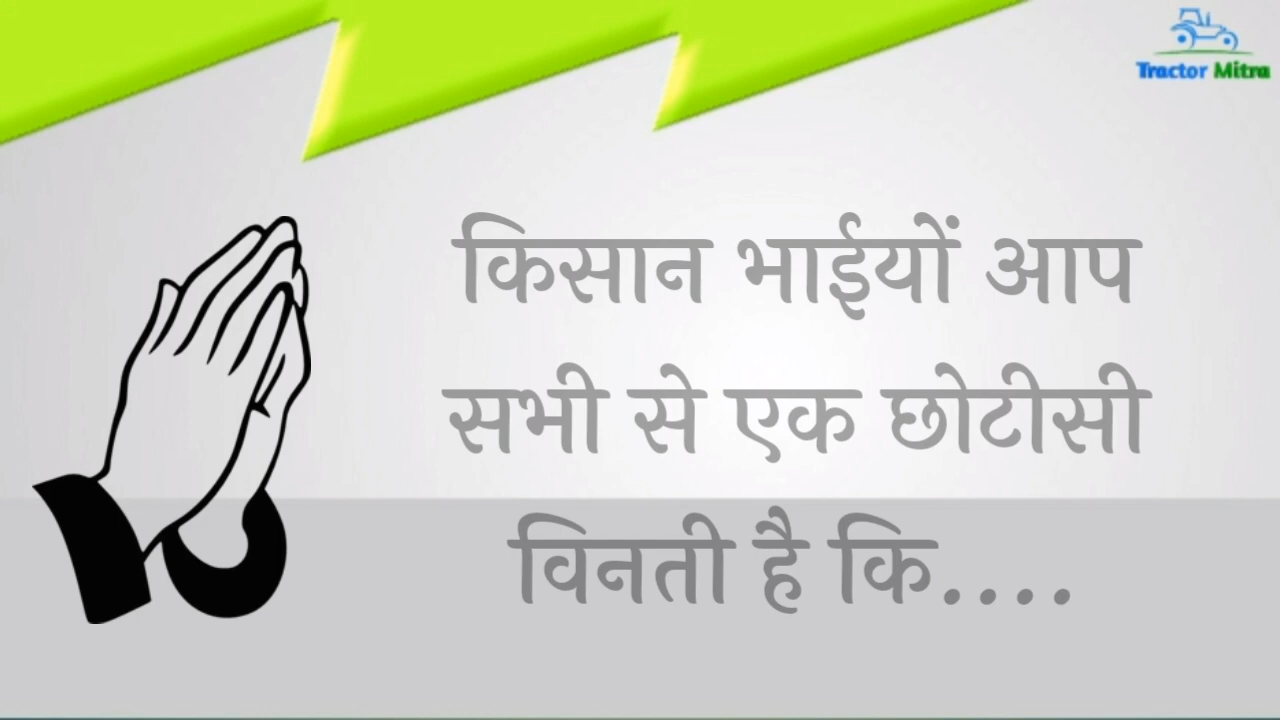 Tractor Mitra
किसान भाईयों आप
सभी से एक छोटीसी
विनती है कि....